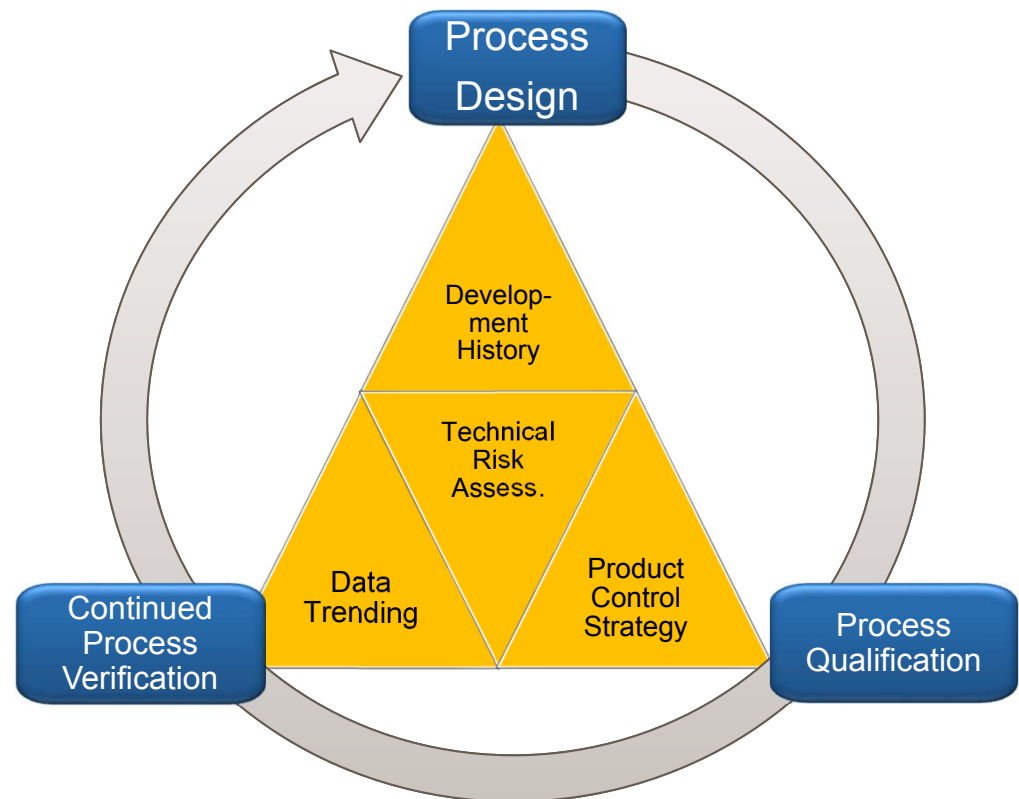 Process
Design
Develop-
ment
History
Technical
Risk
Assess.
Data
Trending
Product
Control
Strategy
Continued
Process
Verification
Process
Qualification